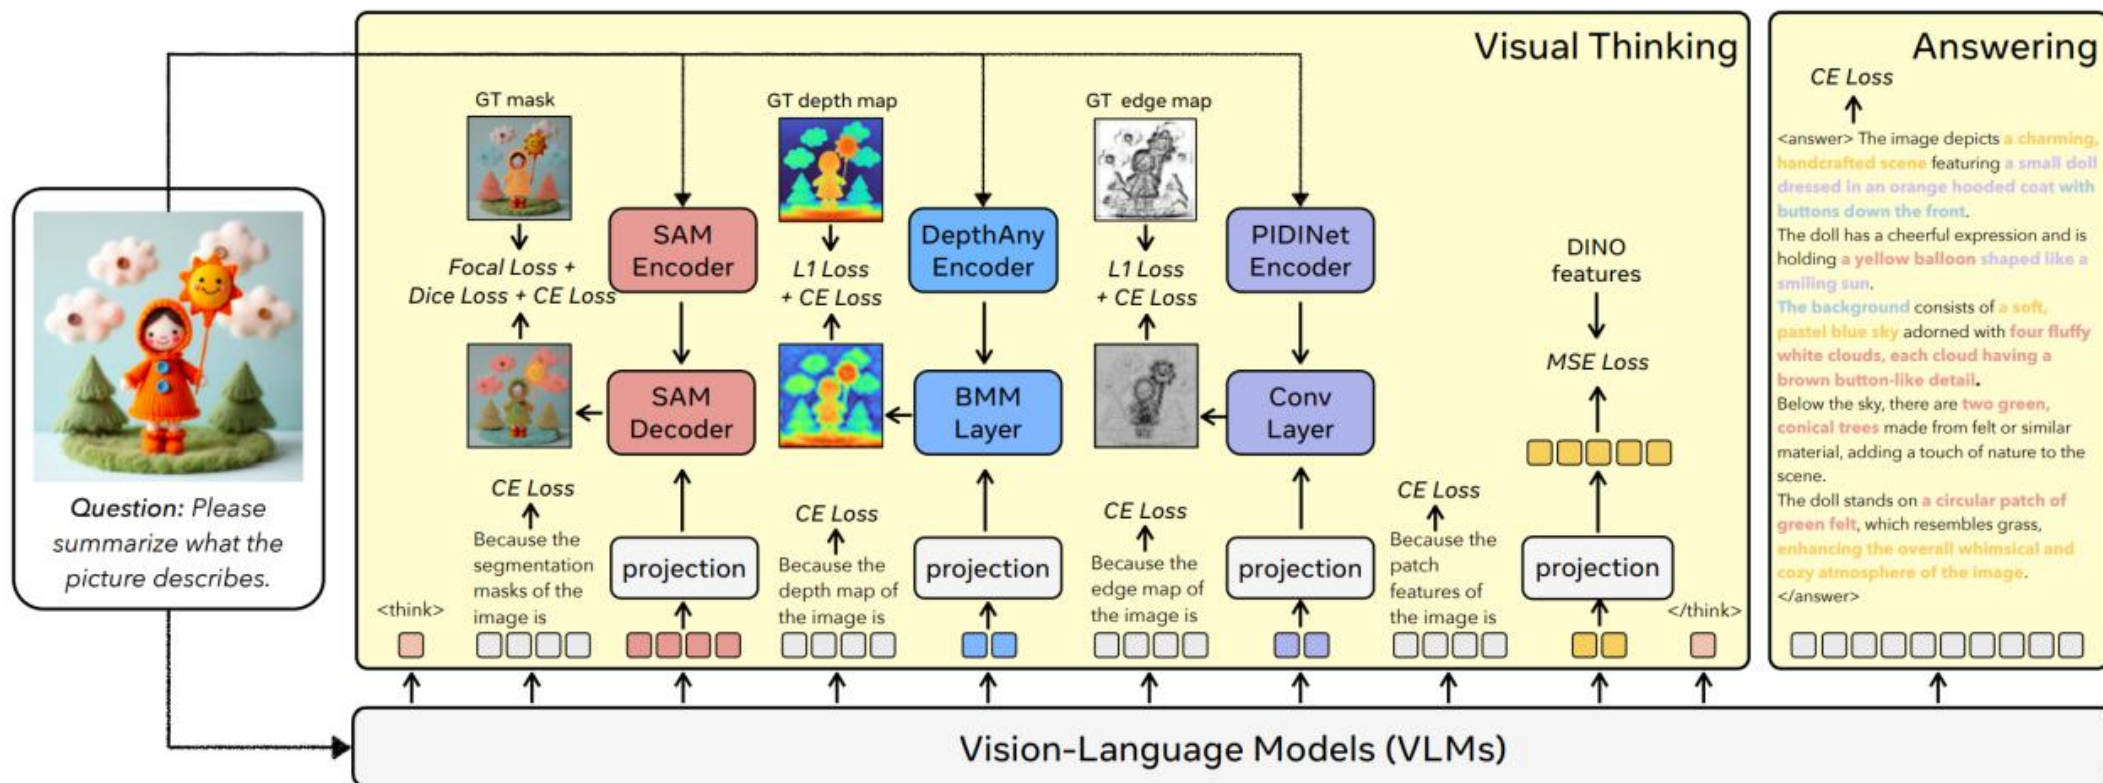 Visual Thinking
Answering
GT mask
GT depth map
GT edge map
CE Loss
SAM
Encoder
DepthAny
Encoder
PIDINet
Encoder
Focal Loss +
Dice Loss + CE Loss
L1 Loss
+ CE Loss
L1 Loss
+ CE Loss
DINO
features
MSE Loss
SAM
Decoder
BMM
Layer
Conv
Layer
Question: Please
summarize what the
picture describes.
CE Loss
Because the
segmentation
masks of the
image is
projection
CE Loss
Because the
depth map of
the image is
projection
CE Loss
Because the
edge map of
the image is
projection
CE Loss
Because the
patch
features of
the image is
projection
<think>
</think>
<answer> The image depicts a charming,
handcrafted scene featuring a small doll
dressed in an orange hooded coat with
buttons down the front.
The doll has a cheerful expression and is
holding a yellow balloon shaped like a
smiling sun.
The background consists of a soft,
pastel blue sky adorned with four fluffy
white clouds, each cloud having a
brown button-like detail.
Below the sky, there are two green,
conical trees made from felt or similar
material, adding a touch of nature to the
scene.
The doll stands on a circular patch of
green felt, which resembles grass,
enhancing the overall whimsical and
cozy atmosphere of the image.
</answer>
Vision-Language Models (VLMs)